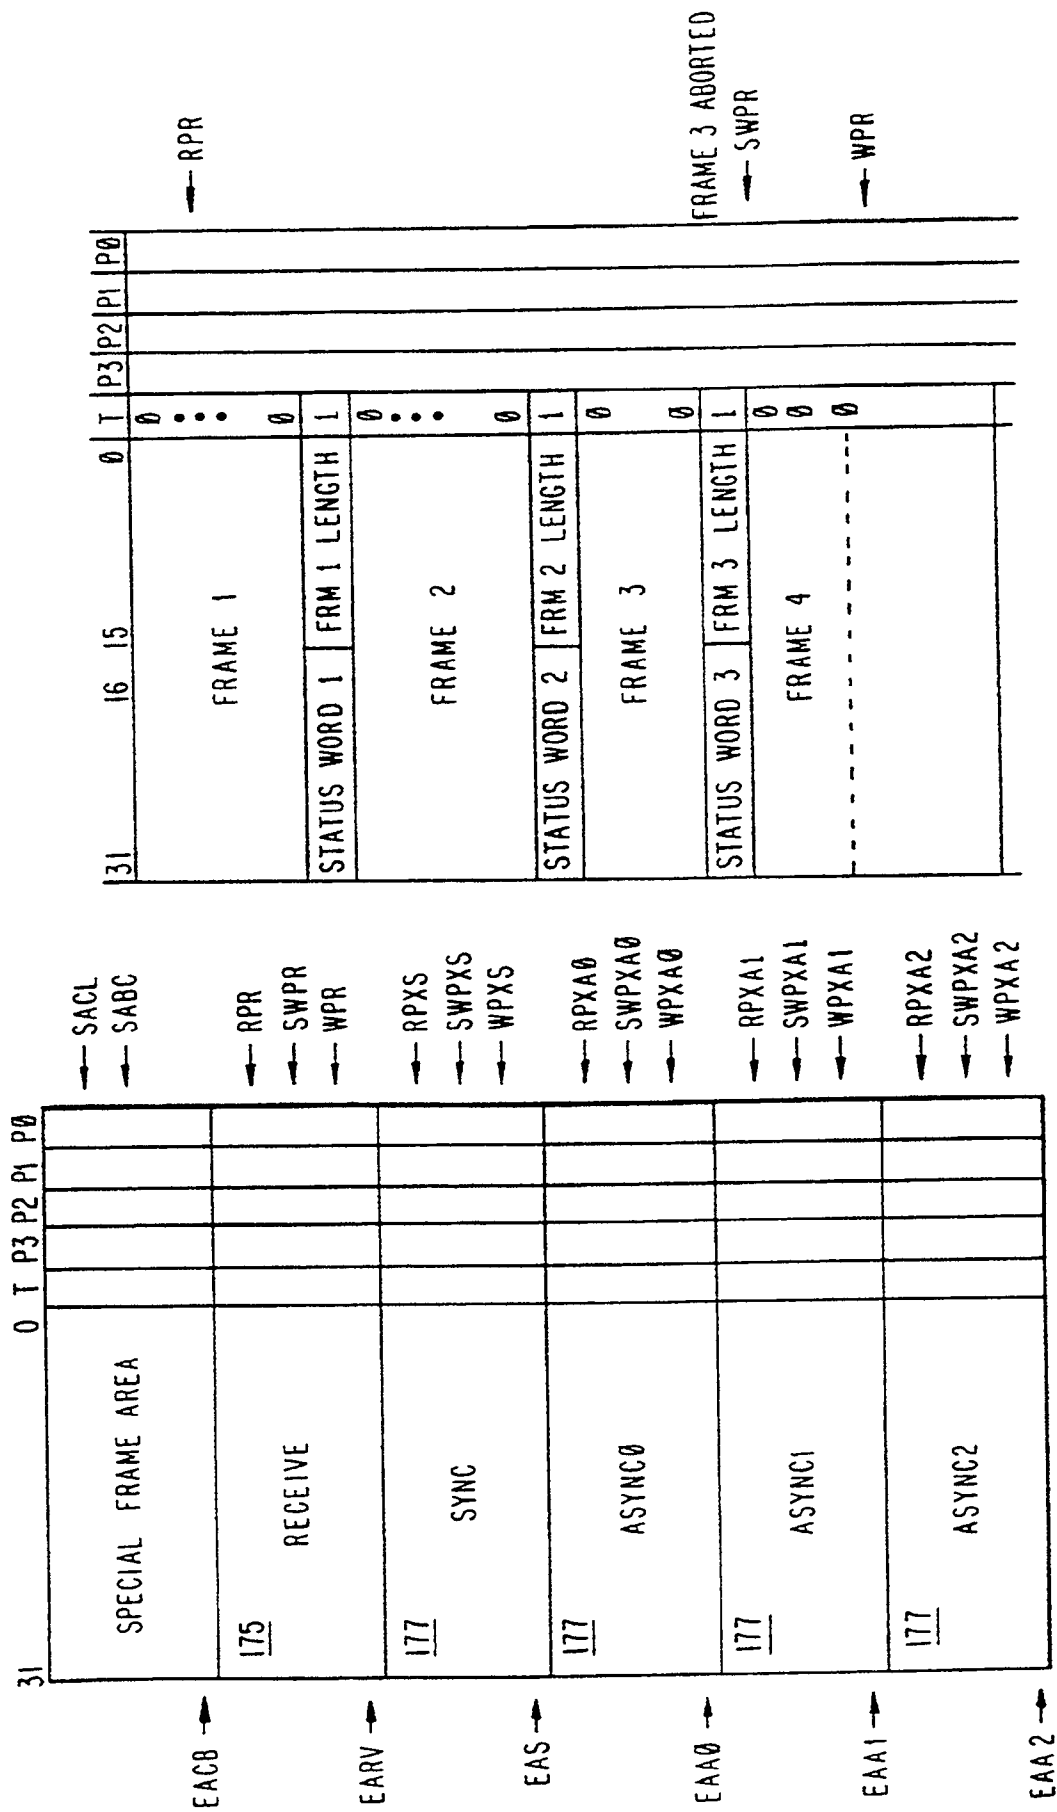 31 0 T P3 P2 P1 P0
SPECIAL FRAME AREA
← SACL
← SABC
EACB →
175
RECEIVE
← RPR
← SWPR
← WPR
EARV →
177
SYNC
← RPXS
← SWPXS
← WPXS
EAS →
177
ASYNC0
← RPXA0
← SWPXA0
← WPXA0
EAA0 →
177
ASYNC1
← RPXA1
← SWPXA1
← WPXA1
EAA1 →
177
ASYNC2
← RPXA2
← SWPXA2
← WPXA2
EAA2 →
31 16 15 0 T P3 P2 P1 P0
0
← RPR
FRAME 1
0
STATUS WORD 1 FRM 1 LENGTH 1
0
FRAME 2
0
STATUS WORD 2 FRM 2 LENGTH 1
0
FRAME 3
0
FRAME 3 ABORTED
STATUS WORD 3 FRM 3 LENGTH 1
← SWPR
0
FRAME 4 0
0
← WPR